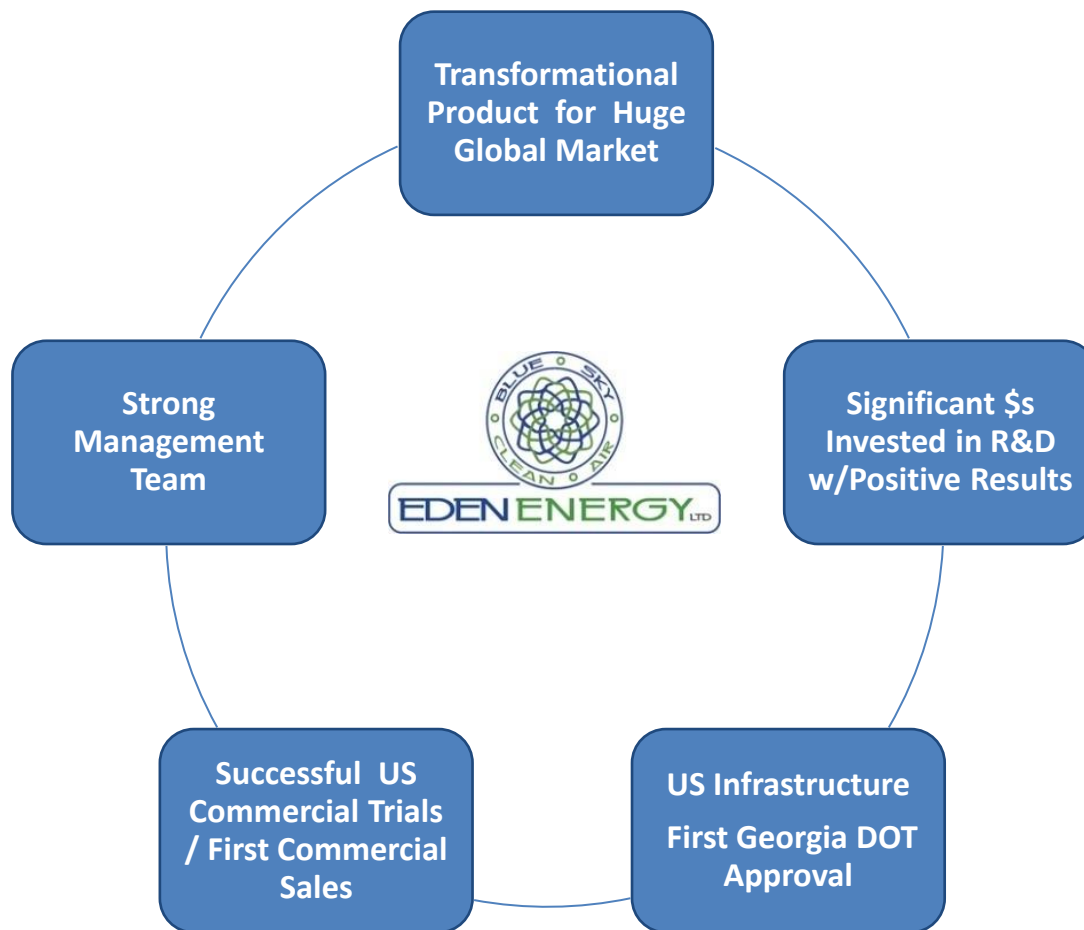 Transformational
Product for Huge
Global Market
Strong
Management
Team
BLUE SKY
CLEAN AIR
EDEN ENERGY LTD
Significant $s
Invested in R&D
w/Positive Results
Successful US
Commercial Trials
/ First Commercial
Sales
US Infrastructure
First Georgia DOT
Approval